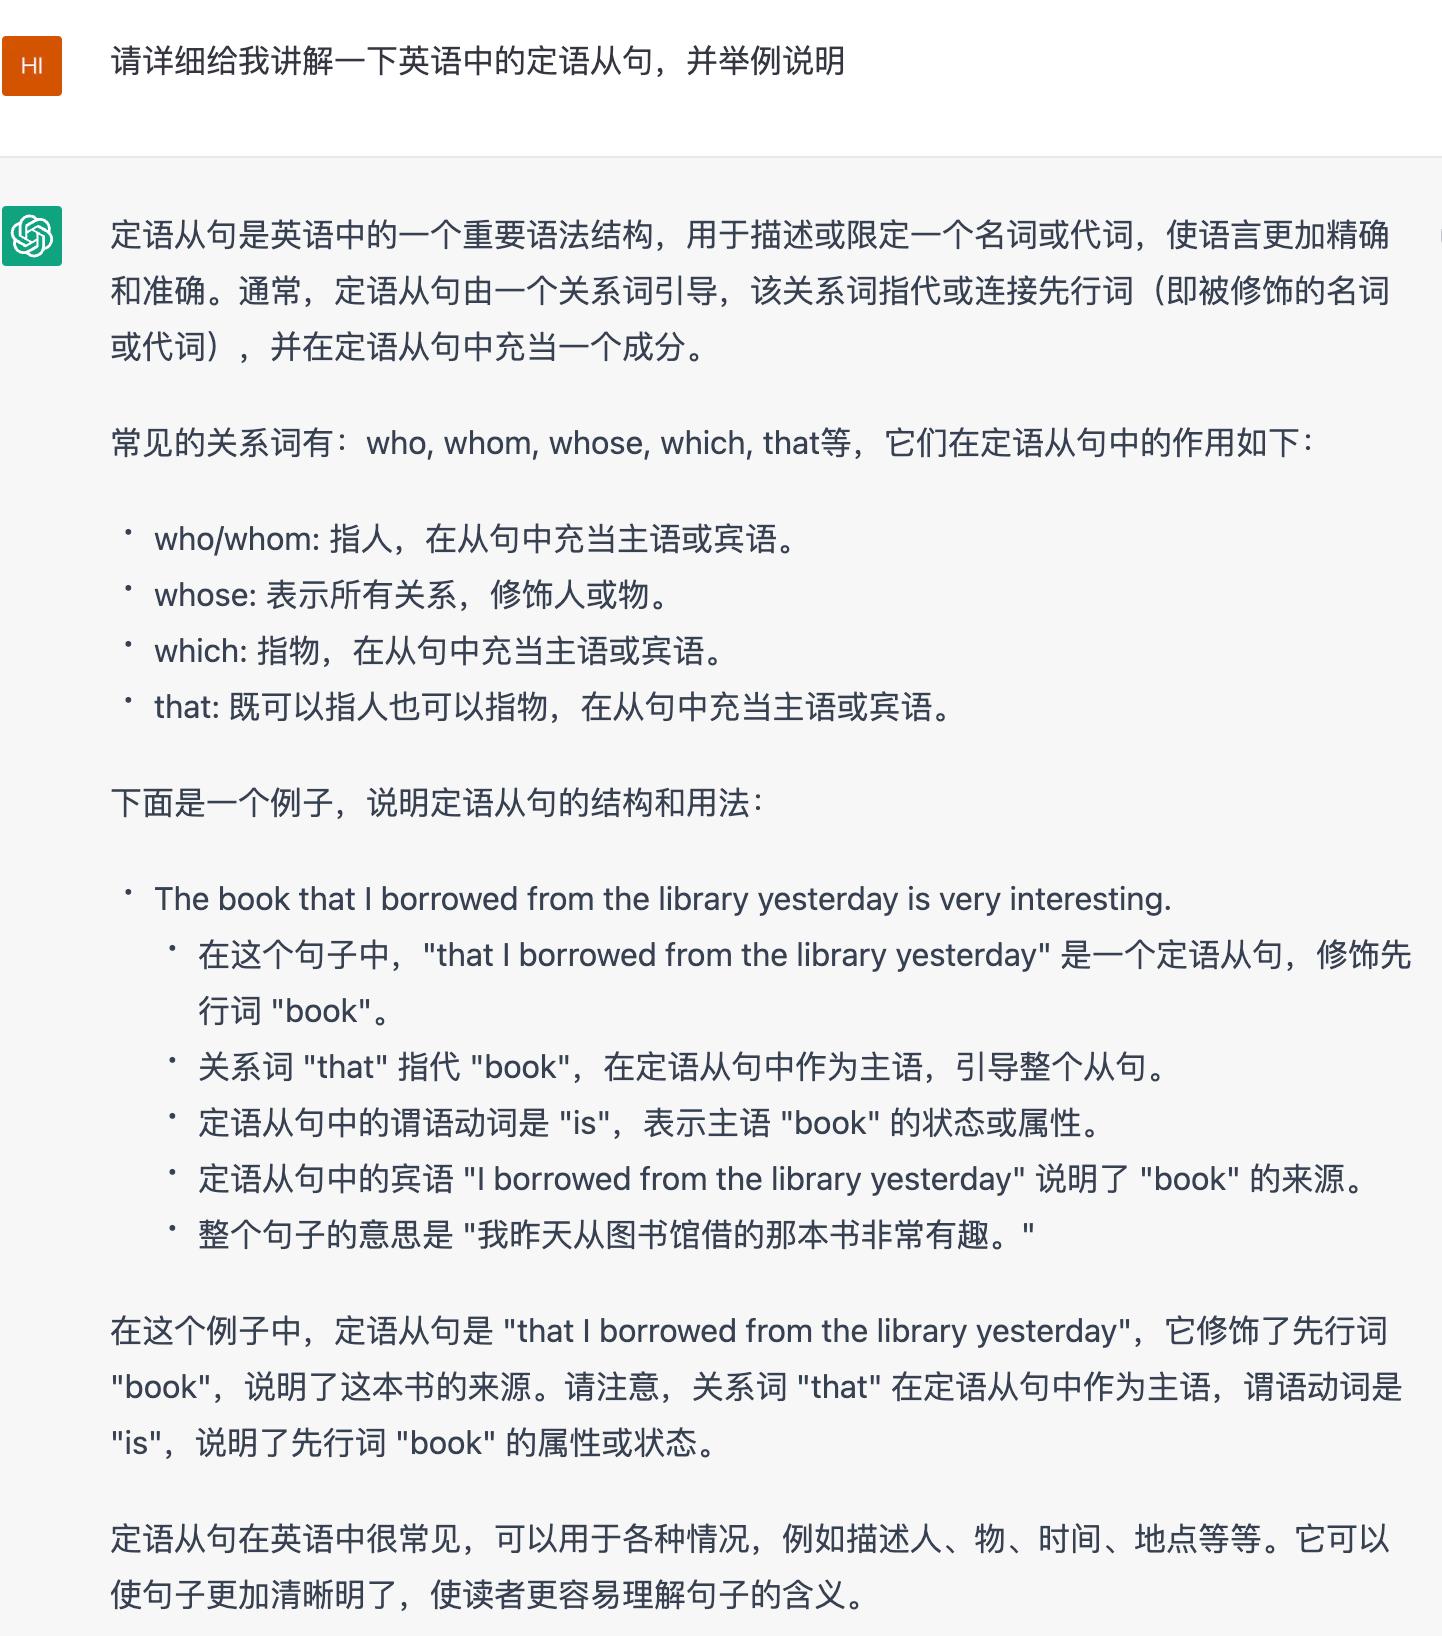 HI
请详细给我讲解一下英语中的定语从句，并举例说明
定语从句是英语中的一个重要语法结构，用于描述或限定一个名词或代词，使语言更加精确
和准确。通常，定语从句由一个关系词引导，该关系词指代或连接先行词（即被修饰的名词
或代词），并在定语从句中充当一个成分。
常见的关系词有：who, whom, whose, which, that等，它们在定语从句中的作用如下：
• who/whom: 指人，在从句中充当主语或宾语。
• whose: 表示所有关系，修饰人或物。
• which: 指物，在从句中充当主语或宾语。
• that: 既可以指人也可以指物，在从句中充当主语或宾语。
下面是一个例子，说明定语从句的结构和用法：
• The book that I borrowed from the library yesterday is very interesting.
• 在这个句子中，"that I borrowed from the library yesterday" 是一个定语从句，修饰先
行词 "book"。
• 关系词 "that" 指代 "book"，在定语从句中作为主语，引导整个从句。
• 定语从句中的谓语动词是 "is"，表示主语 "book" 的状态或属性。
• 定语从句中的宾语 "I borrowed from the library yesterday" 说明了 "book" 的来源。
• 整个句子的意思是 "我昨天从图书馆借的那本书非常有趣。"
在这个例子中，定语从句是 "that I borrowed from the library yesterday"，它修饰了先行词
"book"，说明了这本书的来源。请注意，关系词 "that" 在定语从句中作为主语，谓语动词是
"is"，说明了先行词 "book" 的属性或状态。
定语从句在英语中很常见，可以用于各种情况，例如描述人、物、时间、地点等等。它可以
使句子更加清晰明了，使读者更容易理解句子的含义。